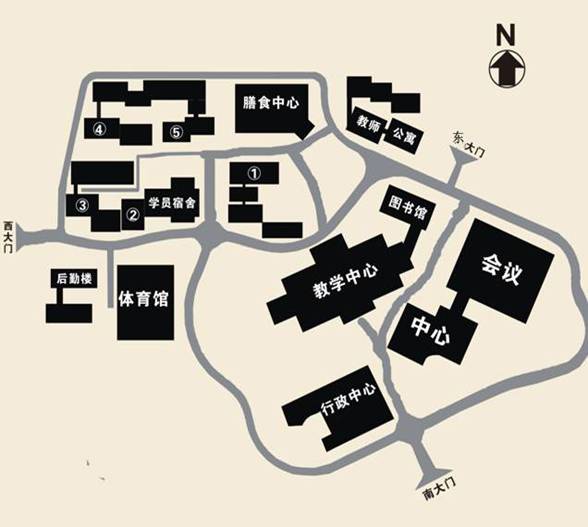 N
膳食中心
教师
公寓
④
⑤
东大门
①
③
②
学员宿舍
图书馆
西大门
后勤楼
体育馆
教学中心
会议
中心
行政中心
南大门